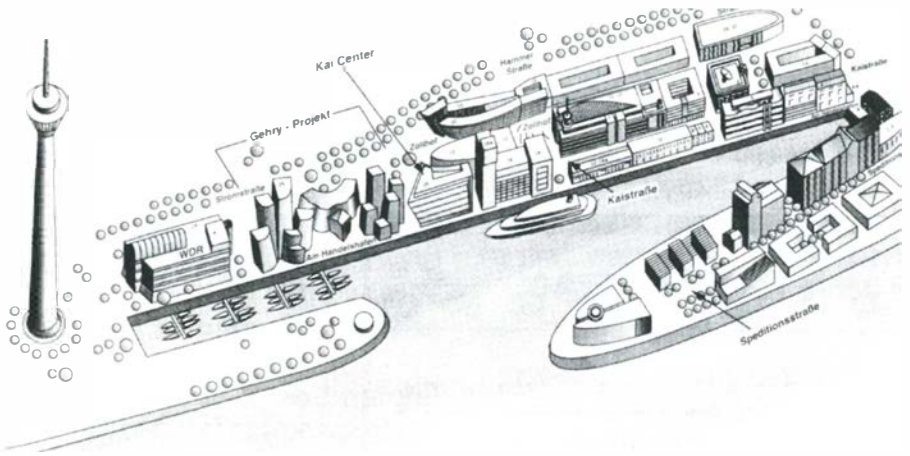 Kai Center
Hammer
Straße
Kaistraße
Gehry - Projekt
Zollhof
Zollhof
Stromstraße
Kaistraße
WDR
Am Handelshafen
Speditionsstraße